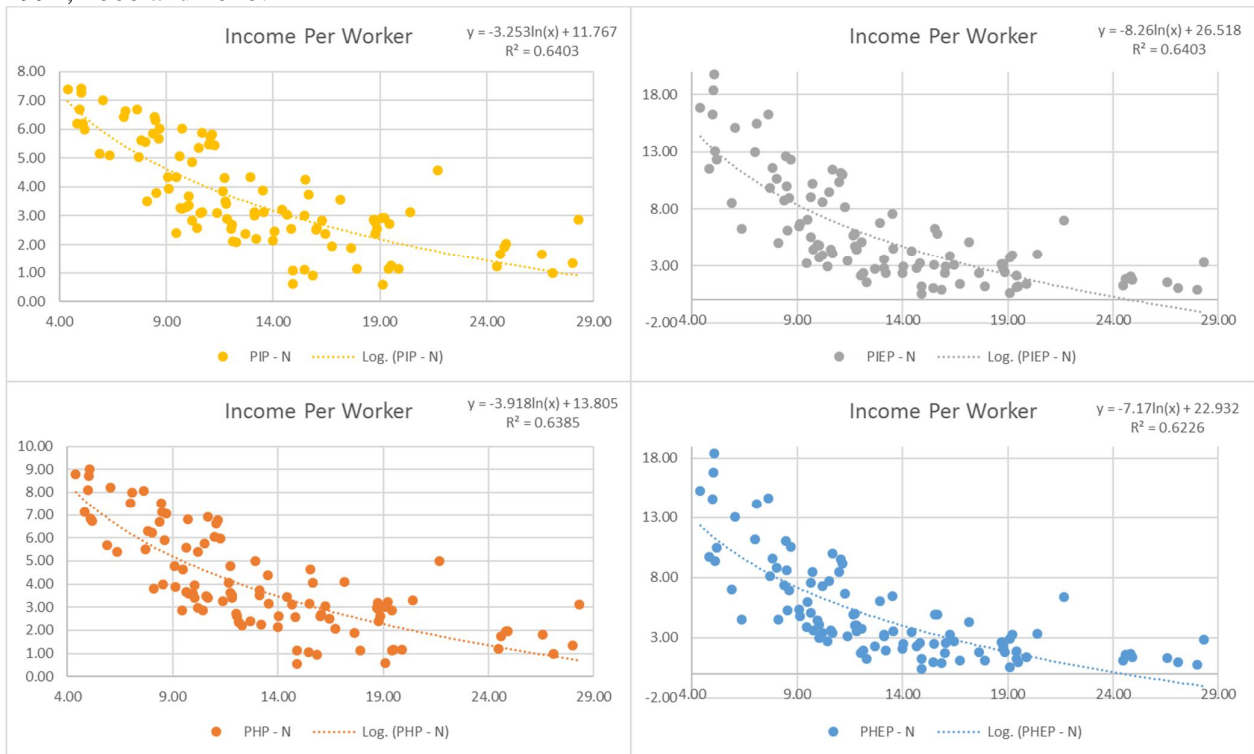 Income Per Worker
y = -3.253ln(x) + 11.767
R² = 0.6403
8.00
7.00
6.00
5.00
4.00
3.00
2.00
1.00
0.00
4.00 9.00 14.00 19.00 24.00 29.00
PIP - N Log. (PIP - N)
Income Per Worker
y = -8.26ln(x) + 26.518
R² = 0.6403
18.00
13.00
8.00
3.00
-2.00
4.00 9.00 14.00 19.00 24.00 29.00
PIEP - N Log. (PIEP - N)
Income Per Worker
y = -3.918ln(x) + 13.805
R² = 0.6385
10.00
9.00
8.00
7.00
6.00
5.00
4.00
3.00
2.00
1.00
0.00
4.00 9.00 14.00 19.00 24.00 29.00
PHP - N Log. (PHP - N)
Income Per Worker
y = -7.17ln(x) + 22.932
R² = 0.6226
18.00
13.00
8.00
3.00
-2.00
4.00 9.00 14.00 19.00 24.00 29.00
PHEP - N Log. (PHEP - N)